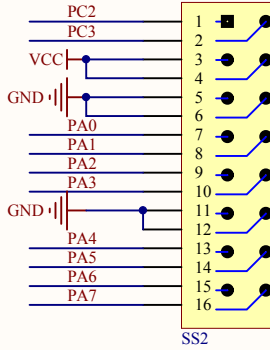 PC2 1
PC3 2
VCC 3
4
GND 5
6
PA0 7
PA1 8
PA2 9
PA3 10
GND 11
12
PA4 13
PA5 14
PA6 15
PA7 16
SS2